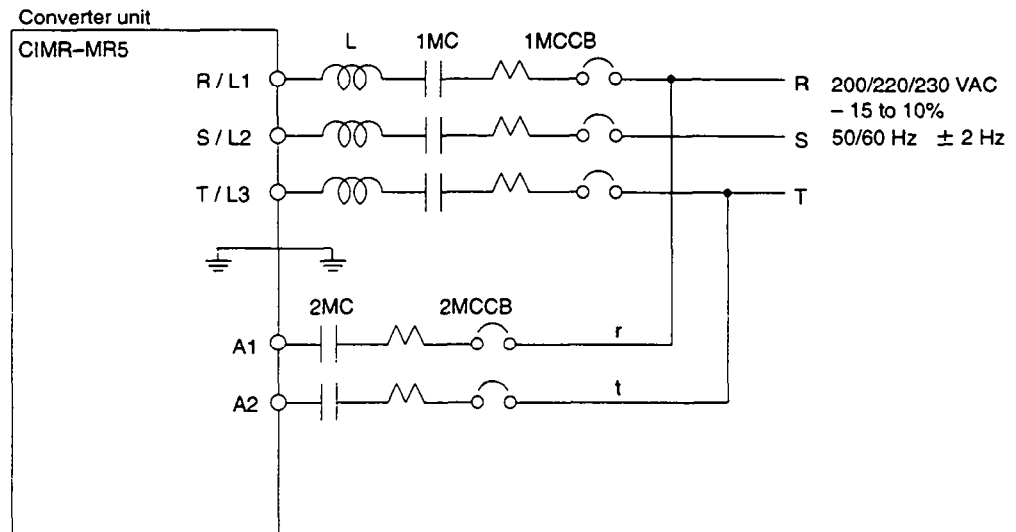 Converter unit
CIMR-MR5
L 1MC 1MCCB
R / L1 R 200/220/230 VAC
– 15 to 10%
S / L2 S 50/60 Hz ± 2 Hz
T / L3 T
2MC 2MCCB
A1 r
A2 t